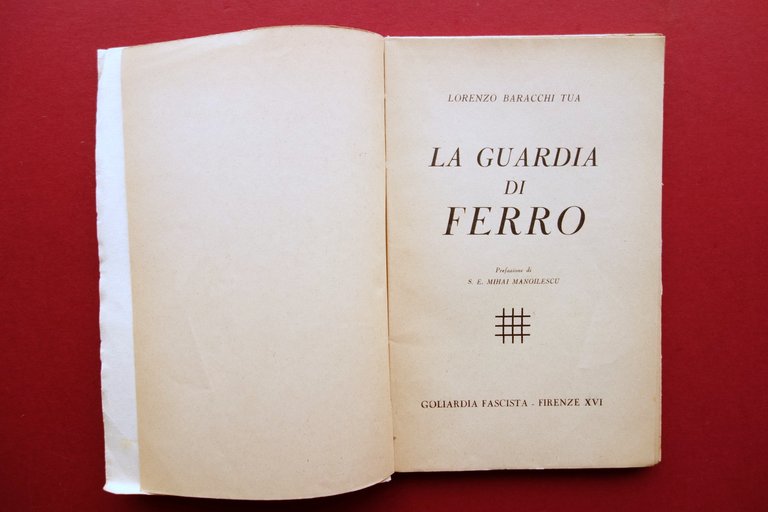 LORENZO BARACCHI TUA
LA GUARDIA
DI
FERRO
Prefazione di
S. E. MIHAI MANOILESCU
GOLIARDIA FASCISTA - FIRENZE XVI